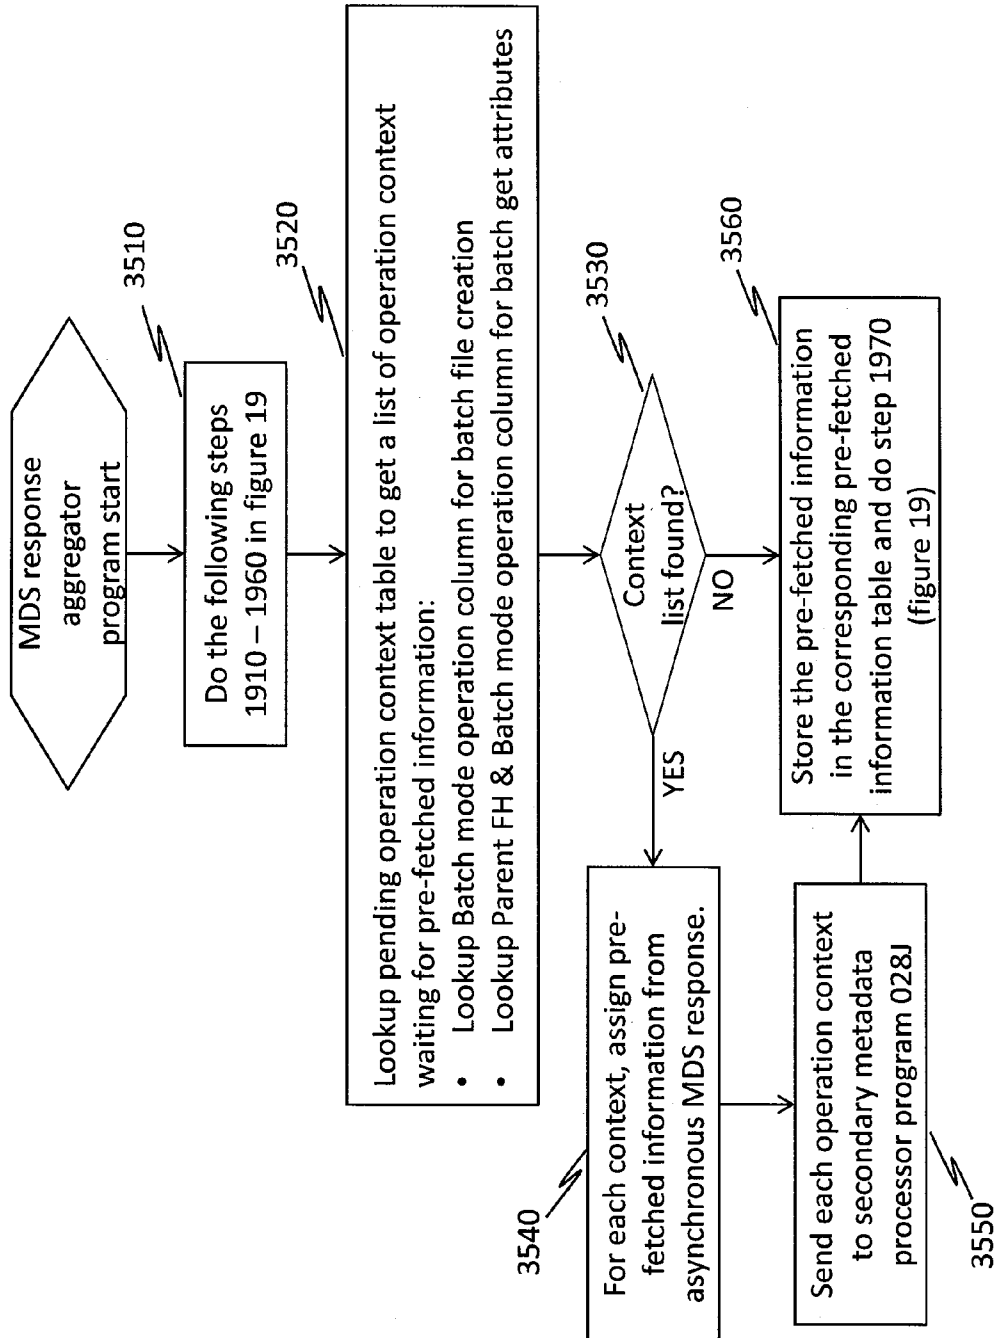 MDS response
aggregator
program start
3510
Do the following steps
1910 – 1960 in figure 19
3520
Lookup pending operation context table to get a list of operation context
waiting for pre-fetched information:
• Lookup Batch mode operation column for batch file creation
• Lookup Parent FH & Batch mode operation column for batch get attributes
3530
Context
list found?
YES
NO
3540
For each context, assign pre-
fetched information from
asynchronous MDS response.
Send each operation context
to secondary metadata
processor program 028J
3550
3560
Store the pre-fetched information
in the corresponding pre-fetched
information table and do step 1970
(figure 19)